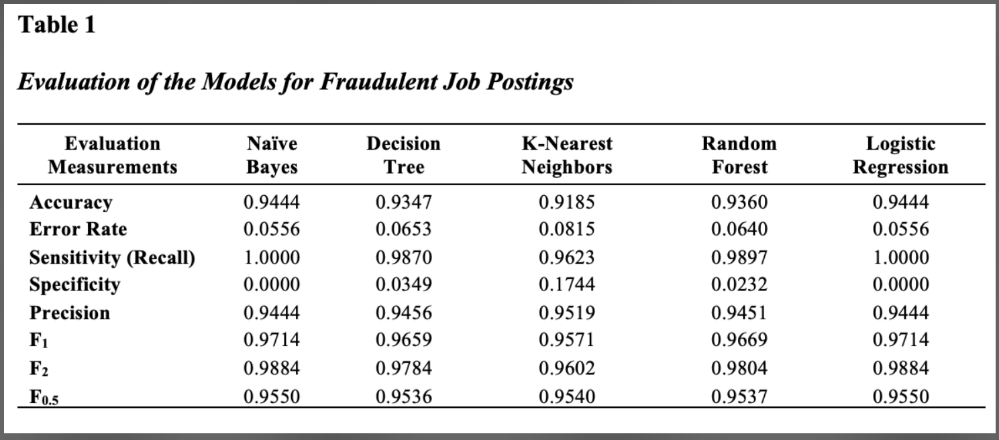 Table 1
Evaluation of the Models for Fraudulent Job Postings
Evaluation Measurements Naïve Bayes Decision Tree K-Nearest Neighbors Random Forest Logistic Regression
Accuracy 0.9444 0.9347 0.9185 0.9360 0.9444
Error Rate 0.0556 0.0653 0.0815 0.0640 0.0556
Sensitivity (Recall) 1.0000 0.9870 0.9623 0.9897 1.0000
Specificity 0.0000 0.0349 0.1744 0.0232 0.0000
Precision 0.9444 0.9456 0.9519 0.9451 0.9444
F1 0.9714 0.9659 0.9571 0.9669 0.9714
F2 0.9884 0.9784 0.9602 0.9804 0.9884
F0.5 0.9550 0.9536 0.9540 0.9537 0.9550